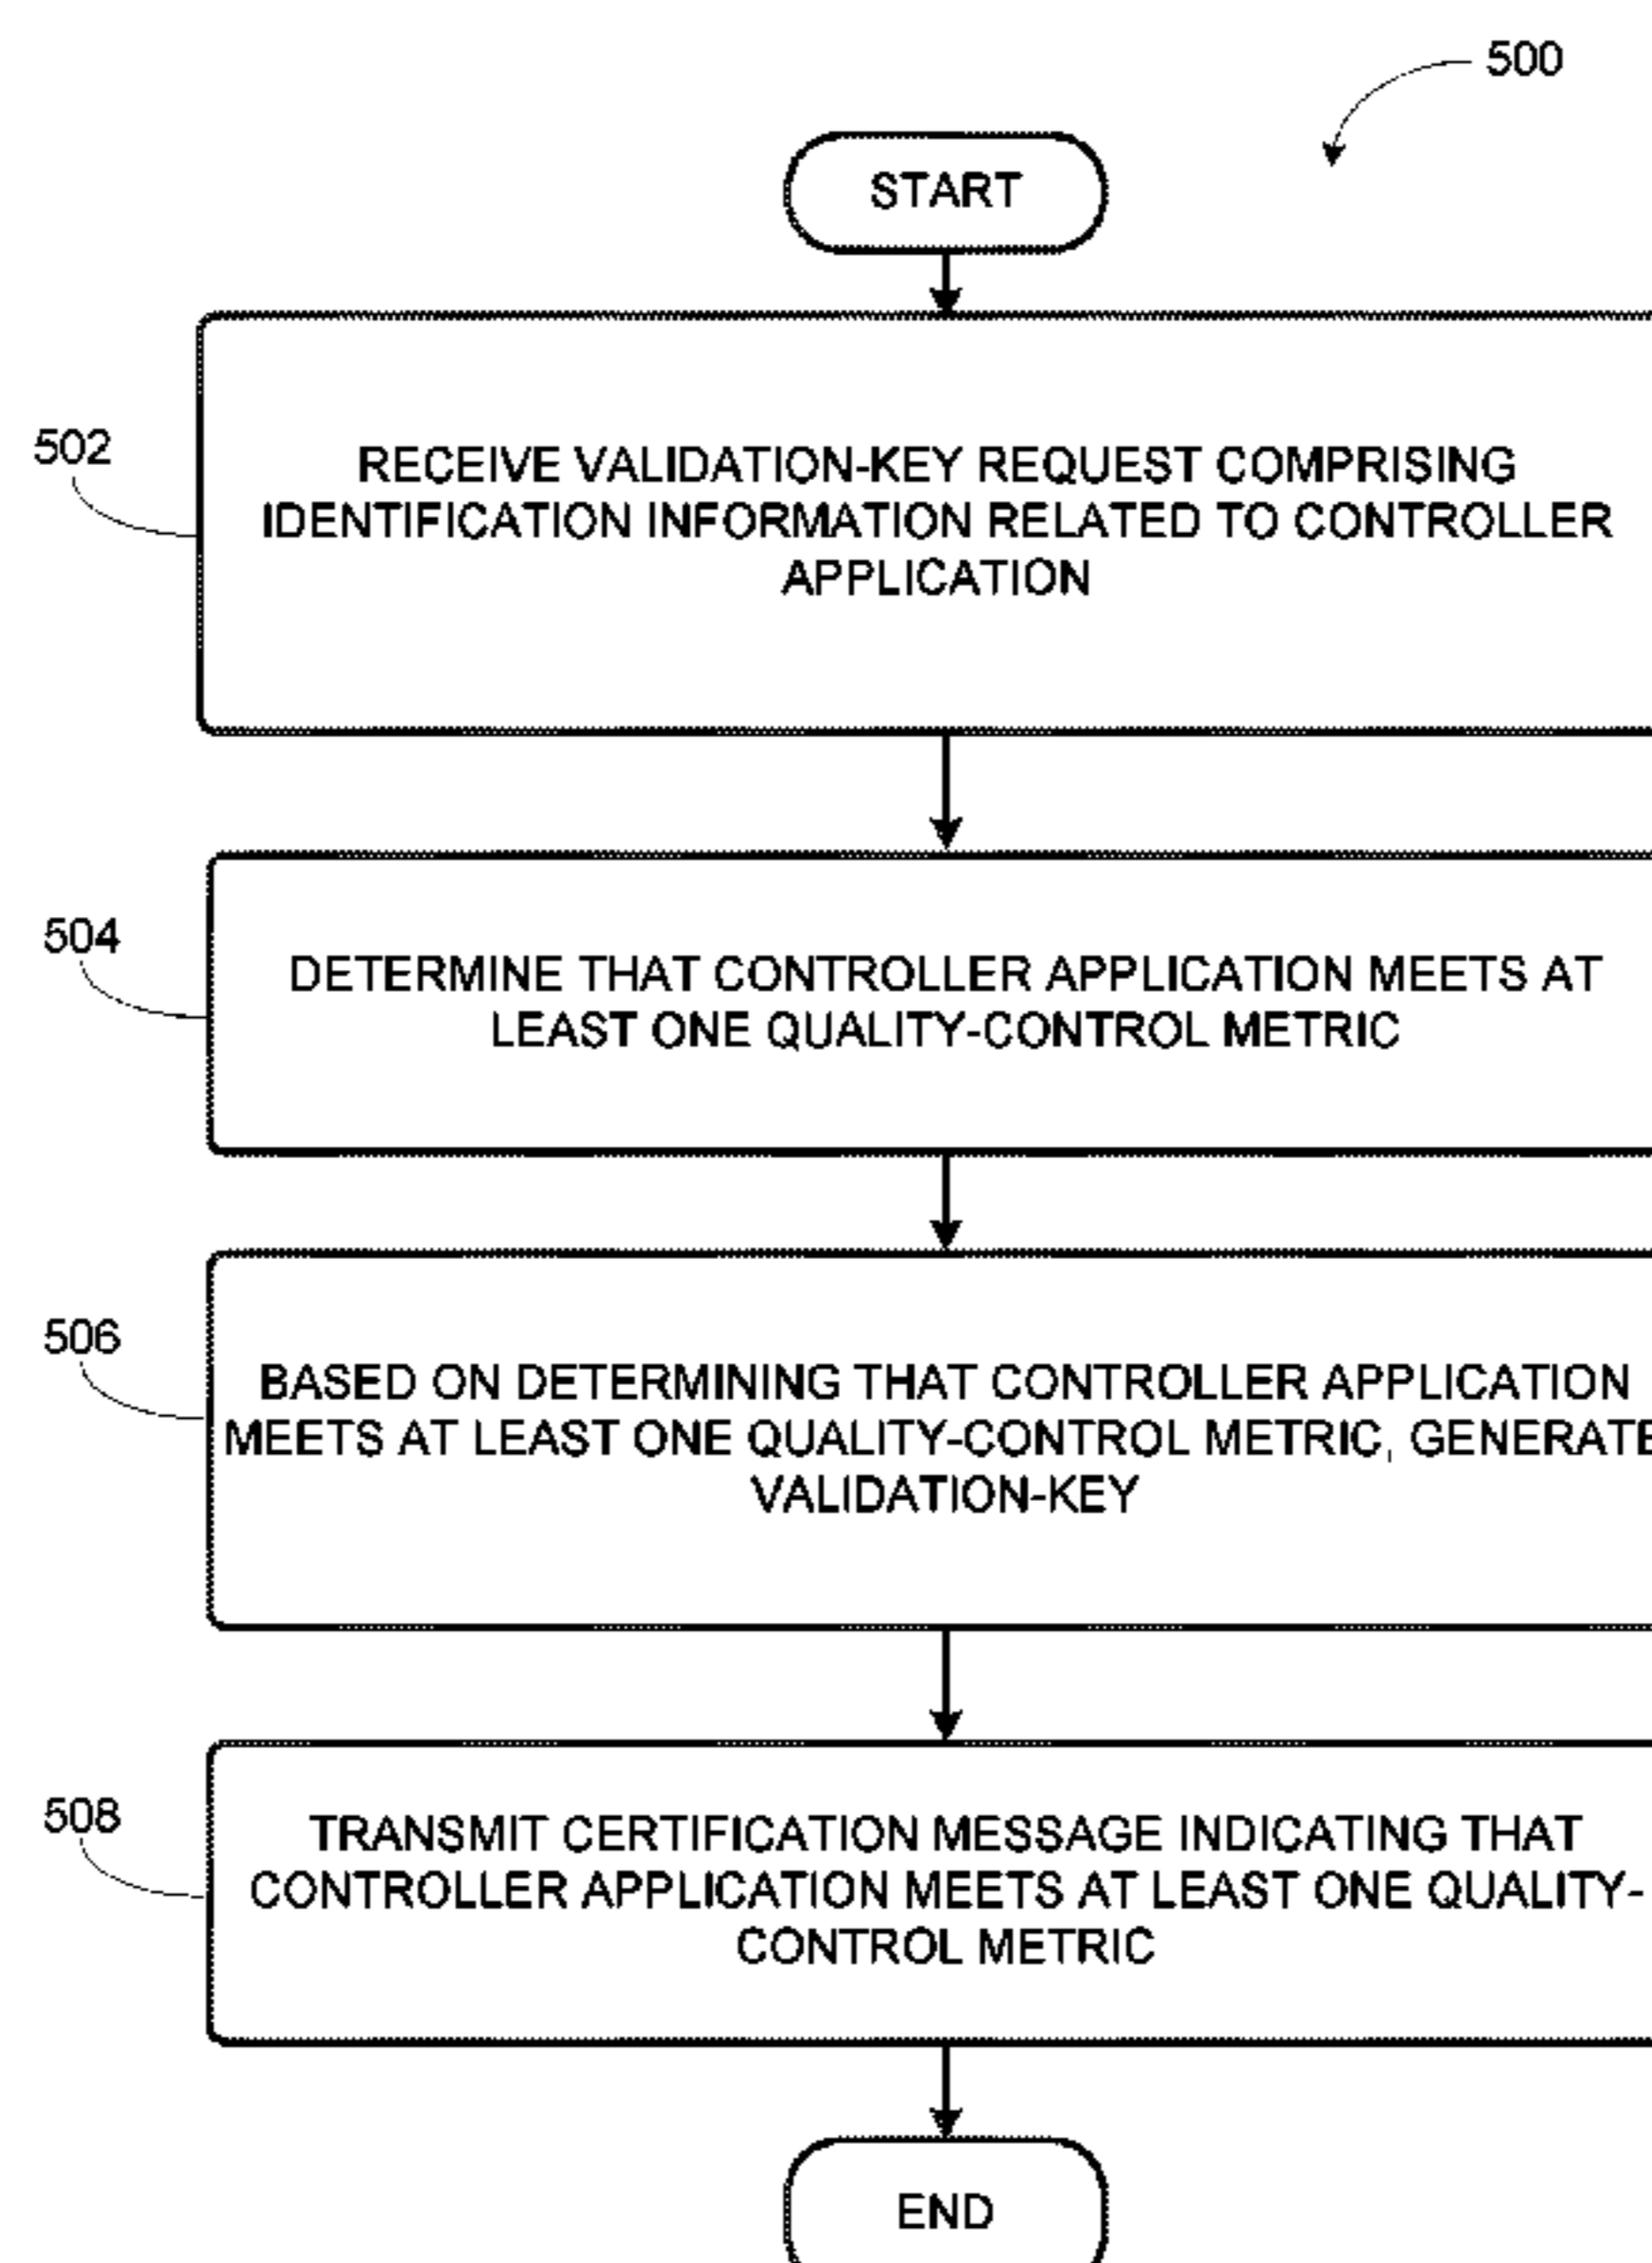 500
START
502
RECEIVE VALIDATION-KEY REQUEST COMPRISING
IDENTIFICATION INFORMATION RELATED TO CONTROLLER
APPLICATION
504
DETERMINE THAT CONTROLLER APPLICATION MEETS AT
LEAST ONE QUALITY-CONTROL METRIC
506
BASED ON DETERMINING THAT CONTROLLER APPLICATION
MEETS AT LEAST ONE QUALITY-CONTROL METRIC, GENERATE
VALIDATION-KEY
508
TRANSMIT CERTIFICATION MESSAGE INDICATING THAT
CONTROLLER APPLICATION MEETS AT LEAST ONE QUALITY-
CONTROL METRIC
END